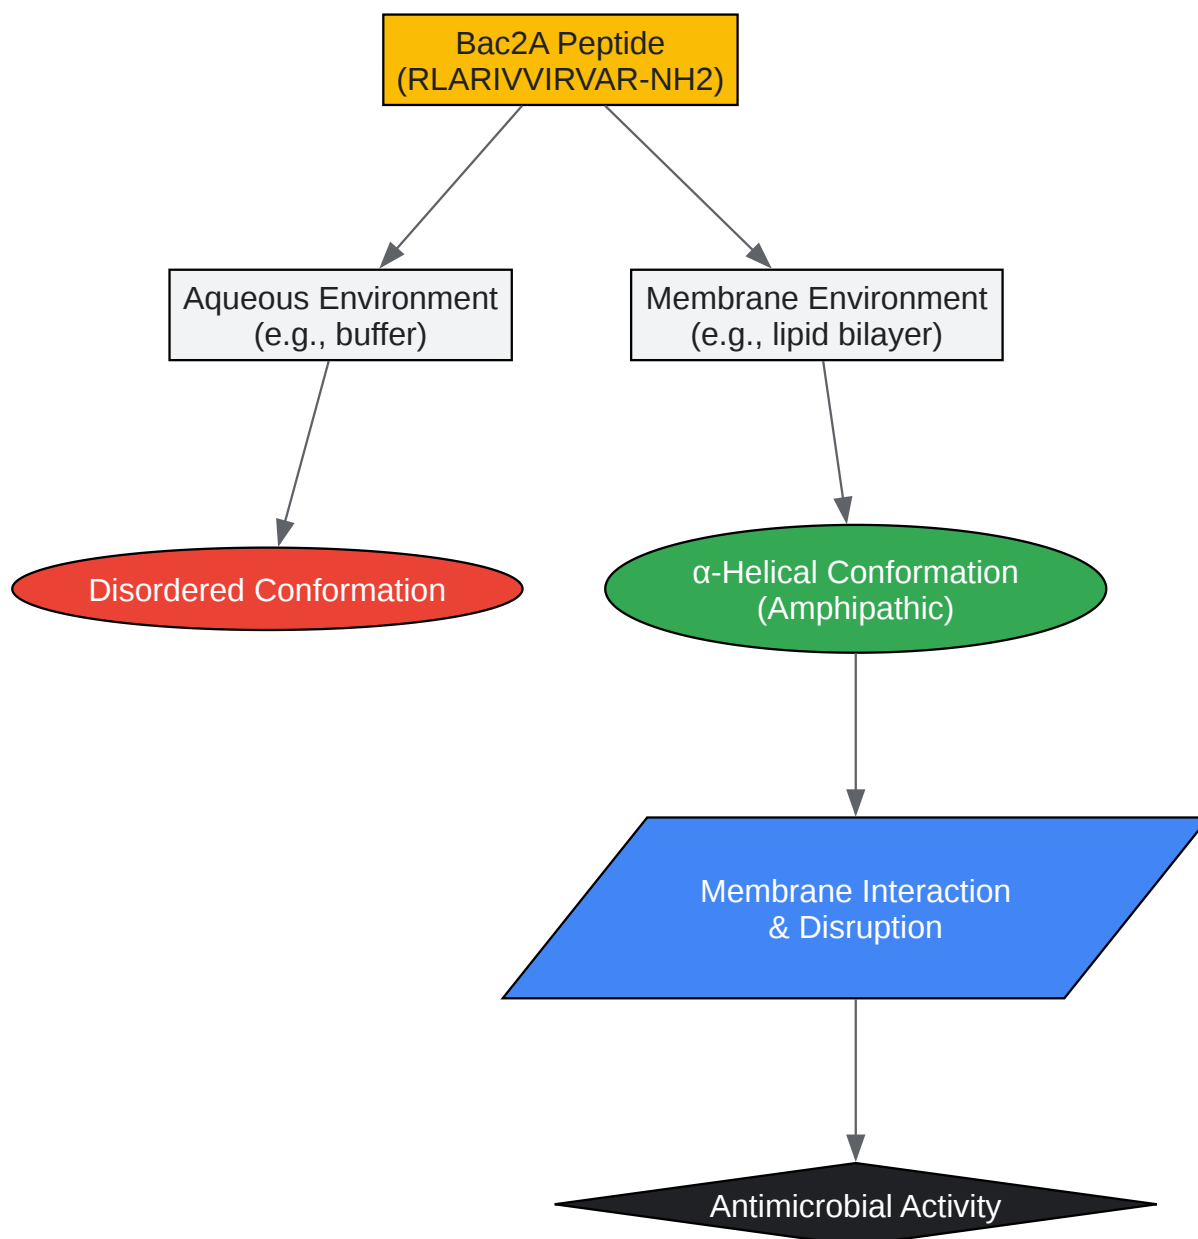 Bac2A Peptide
(RLARIVVIRVAR-NH2)
Aqueous Environment
(e.g., buffer)
Membrane Environment
(e.g., lipid bilayer)
Disordered Conformation
α-Helical Conformation
(Amphipathic)
Membrane Interaction
& Disruption
Antimicrobial Activity